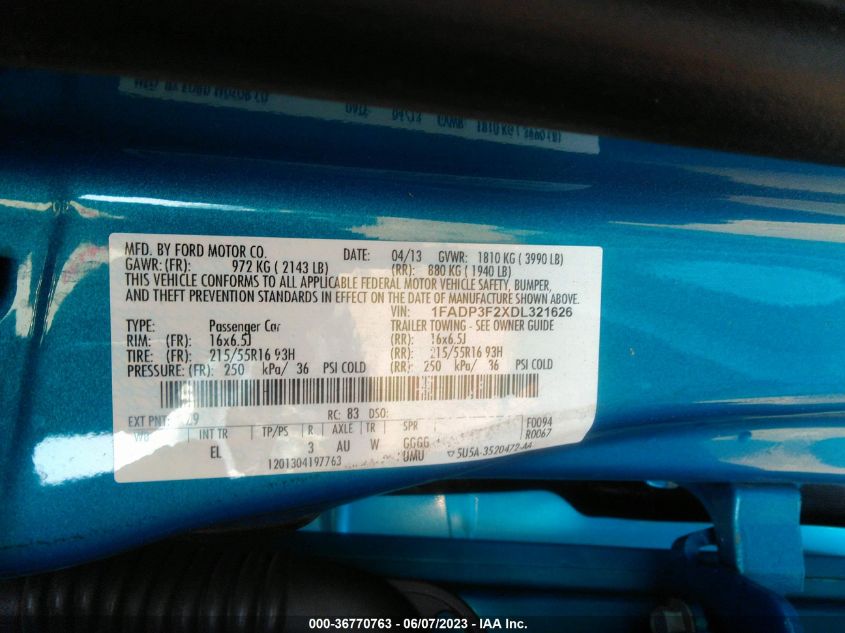 MFD. BY FORD MOTOR CO. DATE: 04/13 GVWR: 1810 KG ( 3990 LB)
GAWR: (FR): 972 KG ( 2143 LB) (RR): 880 KG ( 1940 LB)
THIS VEHICLE CONFORMS TO ALL APPLICABLE FEDERAL MOTOR VEHICLE SAFETY, BUMPER,
AND THEFT PREVENTION STANDARDS IN EFFECT ON THE DATE OF MANUFACTURE SHOWN ABOVE.
VIN: 1FADP3F2XDL321626
TYPE: Passenger Car TRAILER TOWING - SEE OWNER GUIDE
RIM: (FR): 16x6.5J (RR): 16x6.5J
TIRE: (FR): 215/55R16 93H (RR): 215/55R16 93H
PRESSURE: (FR): 250 kPa/ 36 PSI COLD (RR): 250 kPa/ 36 PSI COLD
EXT PNT: RC: 83 DSO:
WB INT TR TP/PS R AXLE TR SPR F0094
EL 3 AU W GGGG R0067
1201304197763 UMU 5U5A-3520472-AA
000-36770763 - 06/07/2023 - IAA Inc.